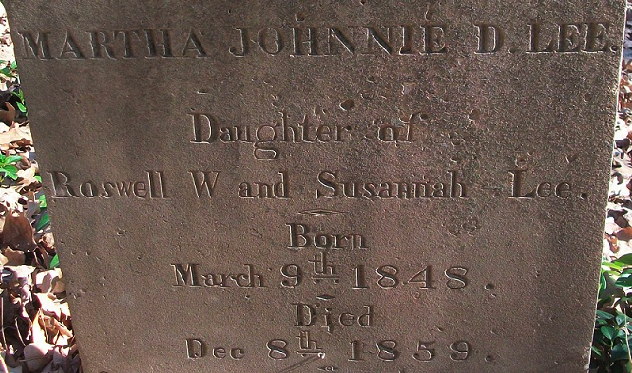 MARTHA JOHNNIE D. LEE.
Daughter of
Roswell W and Susannah Lee.
Born
March 9th 1848.
Died
Dec 8th 1859.